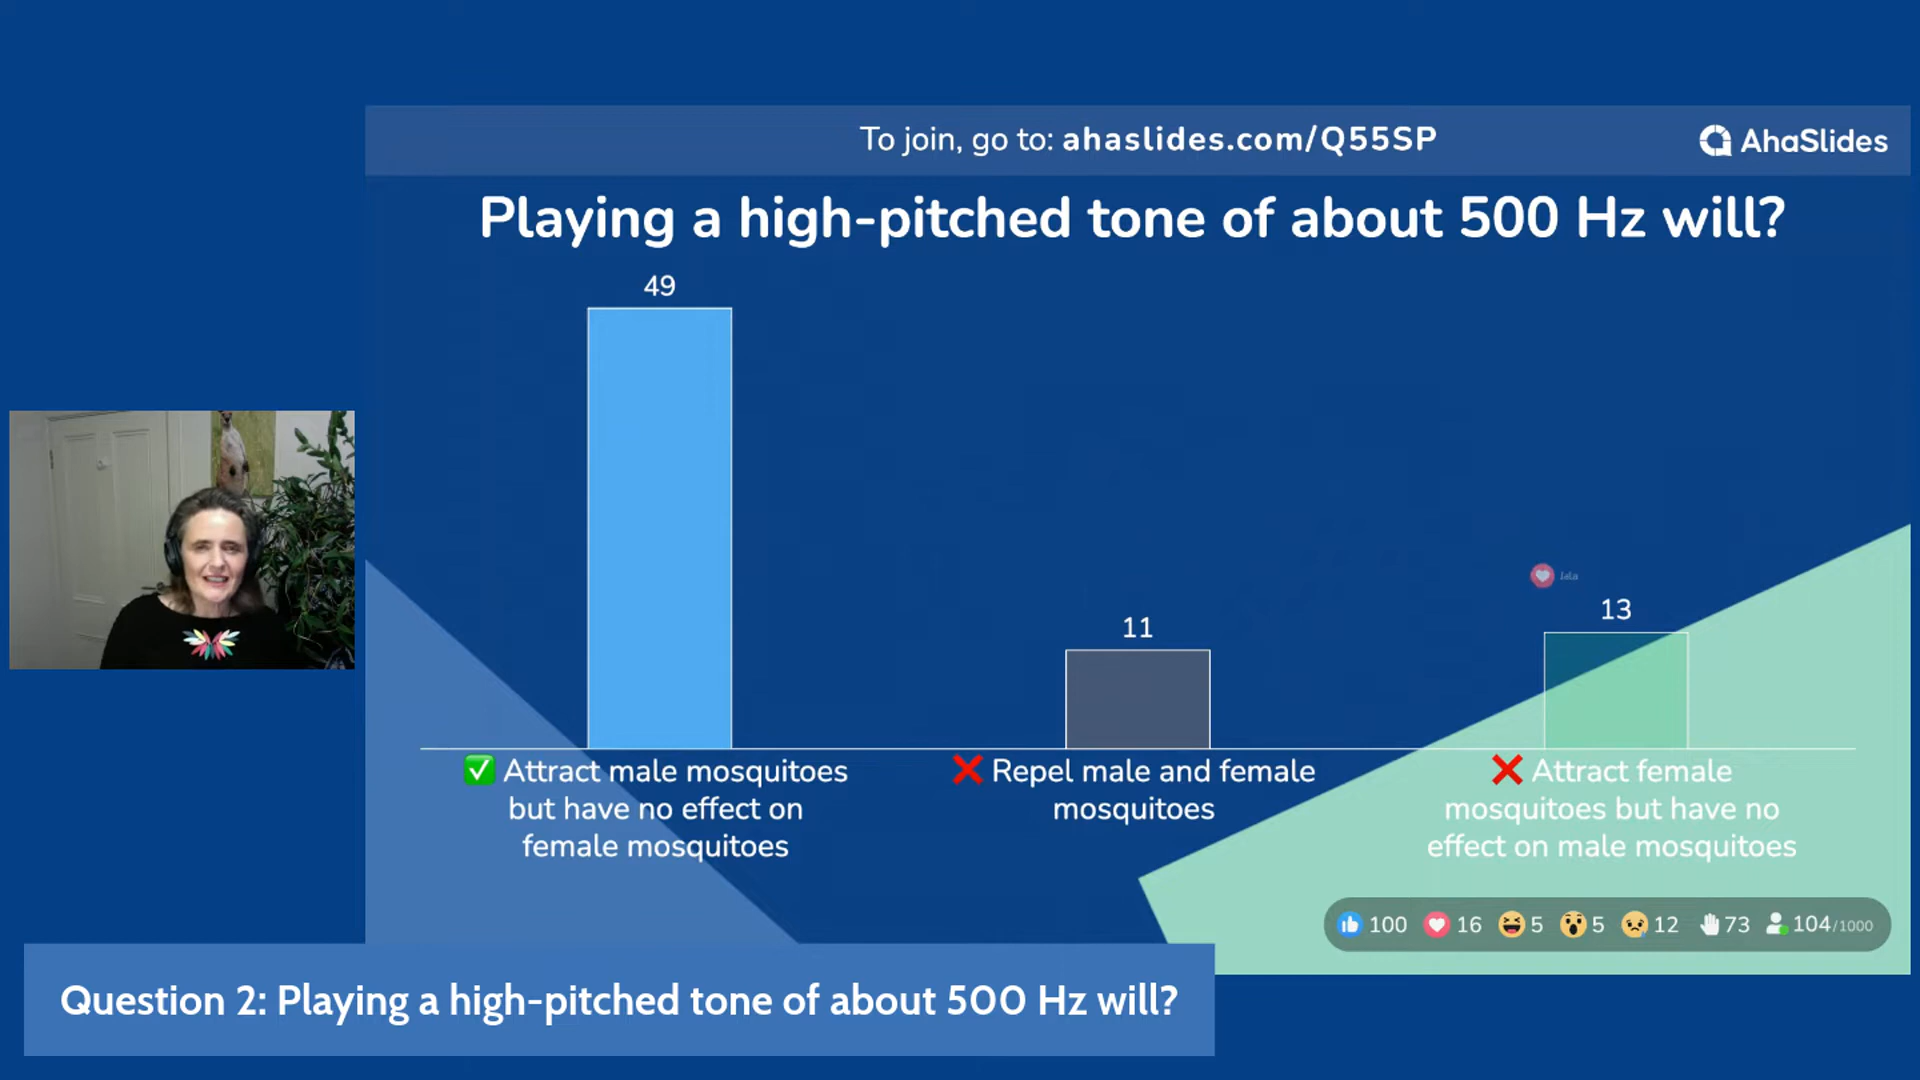 To join, go to: ahaslides.com/Q55SP
AhaSlides
Playing a high-pitched tone of about 500 Hz will?
49
11
13
lala
Attract male mosquitoes
but have no effect on
female mosquitoes
Repel male and female
mosquitoes
Attract female
mosquitoes but have no
effect on male mosquitoes
100 16 5 5 12 73 104/1000
Question 2: Playing a high-pitched tone of about 500 Hz will?